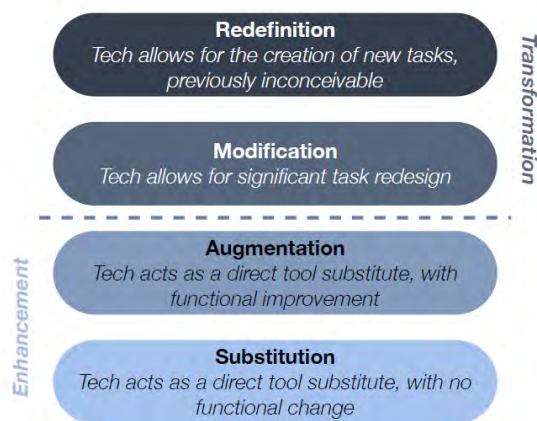 Redefinition
Tech allows for the creation of new tasks,
previously inconceivable
Modification
Tech allows for significant task redesign
Transformation
Augmentation
Tech acts as a direct tool substitute, with
functional improvement
Substitution
Tech acts as a direct tool substitute, with no
functional change
Enhancement